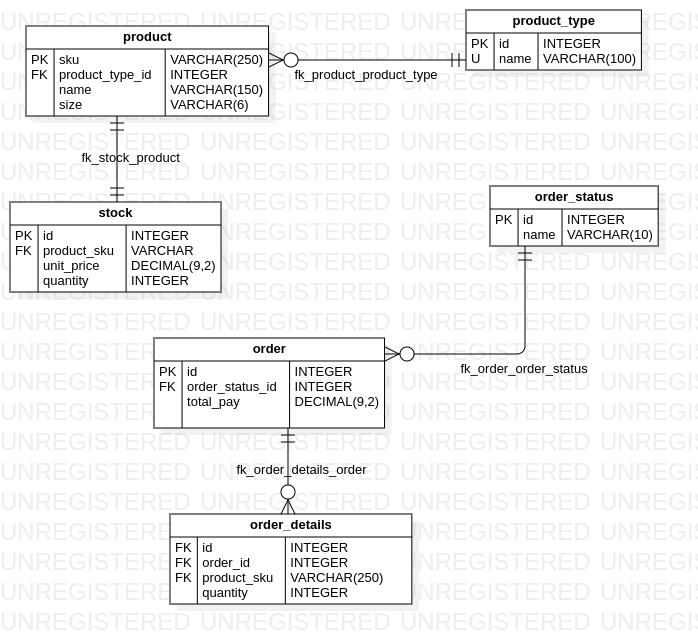 product
PK sku VARCHAR(250)
FK product_type_id INTEGER
name VARCHAR(150)
size VARCHAR(6)
product_type
PK id INTEGER
U name VARCHAR(100)
fk_product_product_type
fk_stock_product
stock
PK id INTEGER
FK product_sku VARCHAR
unit_price DECIMAL(9,2)
quantity INTEGER
order_status
PK id INTEGER
name VARCHAR(10)
order
PK id INTEGER
FK order_status_id INTEGER
total_pay DECIMAL(9,2)
fk_order_order_status
fk_order_details_order
order_details
FK id INTEGER
FK order_id INTEGER
FK product_sku VARCHAR(250)
quantity INTEGER
UNREGISTERED UNREGISTERED UNREGISTERED UNREGISTERED